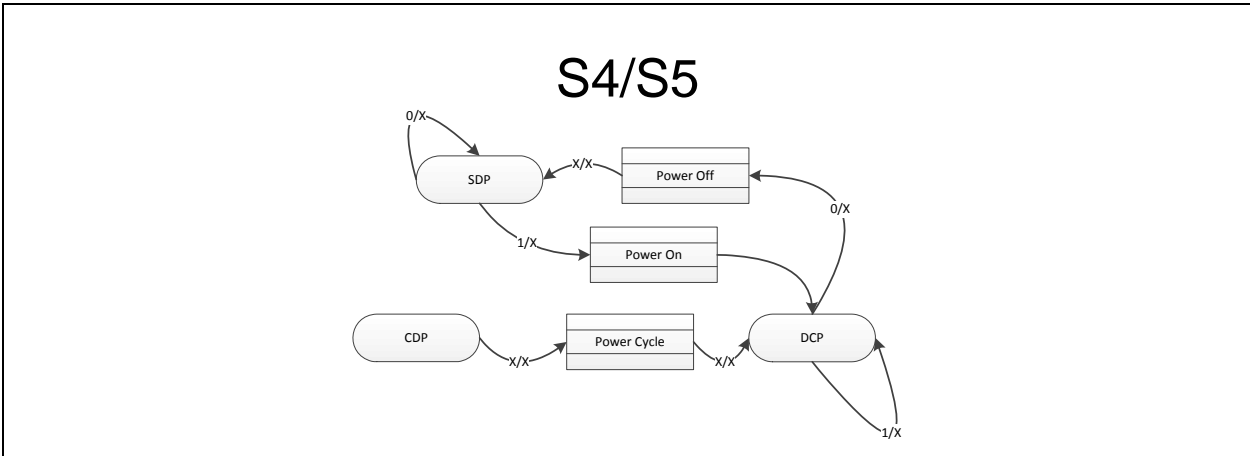 S4/S5
0/X
SDP
X/X
Power Off
0/X
1/X
Power On
CDP
X/X
Power Cycle
X/X
DCP
1/X